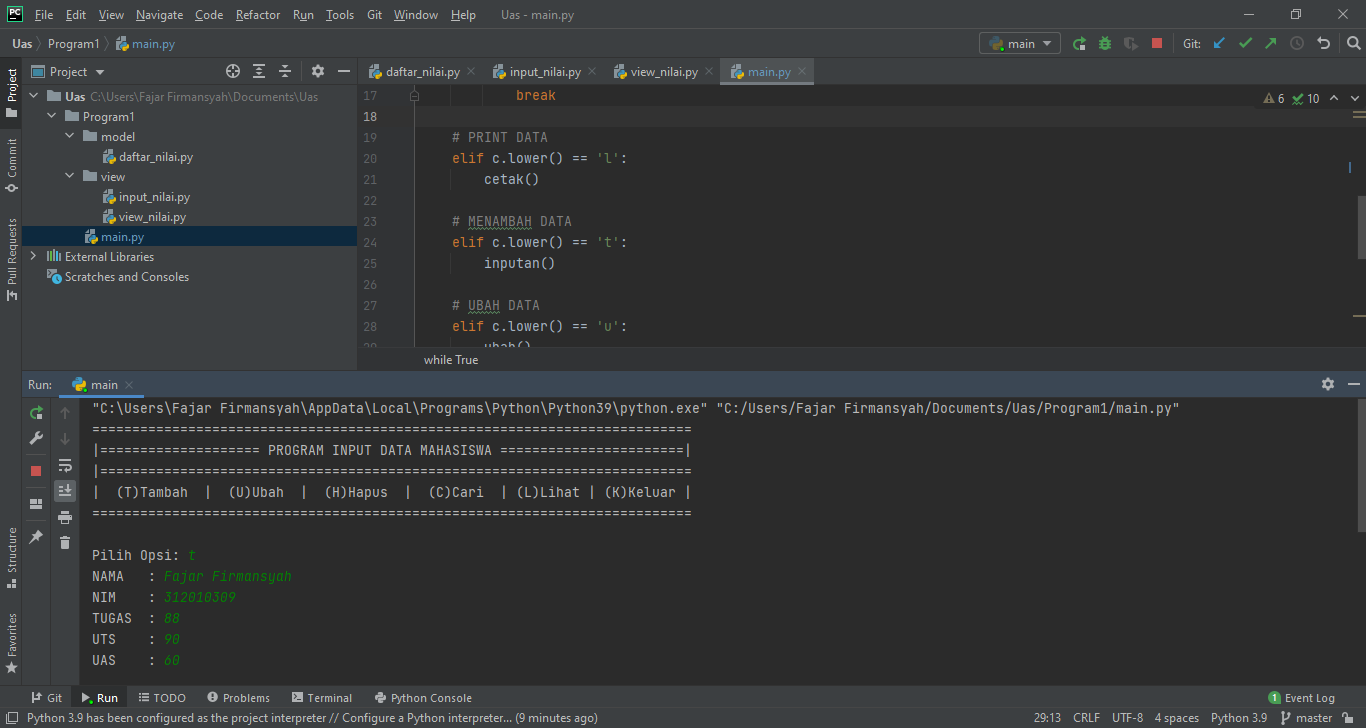 PC File Edit View Navigate Code Refactor Run Tools Git Window Help Uas - main.py
Uas Program1 main.py main Git:
Project
Project
daftar_nilai.py input_nilai.py view_nilai.py main.py
Uas C:\Users\Fajar Firmansyah\Documents\Uas
Program1
model
daftar_nilai.py
view
input_nilai.py
view_nilai.py
main.py
External Libraries
Scratches and Consoles
Commit
Pull Requests
6 10
17 break
18
19 # PRINT DATA
20 elif c.lower() == 'l':
21 cetak()
22
23 # MENAMBAH DATA
24 elif c.lower() == 't':
25 inputan()
26
27 # UBAH DATA
28 elif c.lower() == 'u':
29 ubah()
while True
Run: main
"C:\Users\Fajar Firmansyah\AppData\Local\Programs\Python\Python39\python.exe" "C:/Users/Fajar Firmansyah/Documents/Uas/Program1/main.py"
===========================================================================
|==================== PROGRAM INPUT DATA MAHASISWA =======================|
|==========================================================================
|  (T)Tambah  |  (U)Ubah  |  (H)Hapus  |  (C)Cari  | (L)Lihat | (K)Keluar |
===========================================================================
Pilih Opsi: t
NAMA   : Fajar Firmansyah
NIM    : 312010309
TUGAS  : 88
UTS    : 90
UAS    : 60
Structure
Favorites
Git Run TODO Problems Terminal Python Console 1 Event Log
Python 3.9 has been configured as the project interpreter // Configure a Python interpreter... (9 minutes ago) 29:13 CRLF UTF-8 4 spaces Python 3.9 master